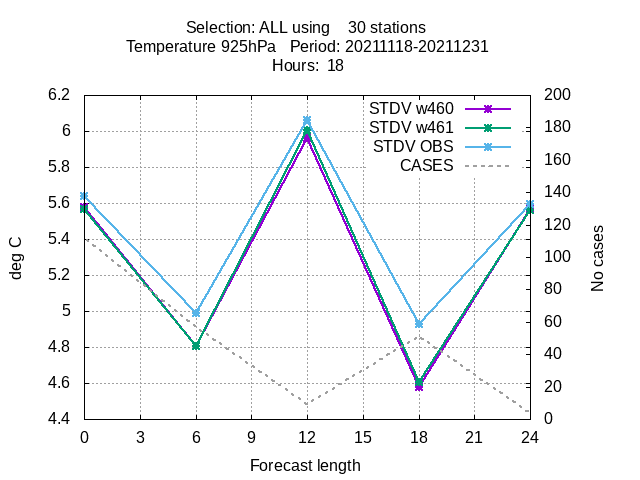 Selection: ALL using    30 stations
Temperature 925hPa   Period: 20211118-20211231
Hours:  18
6.2
6
5.8
5.6
5.4
5.2
5
4.8
4.6
4.4
deg C
STDV w460
STDV w461
STDV OBS
CASES
200
180
160
140
120
100
80
60
40
20
0
No cases
0 3 6 9 12 15 18 21 24
Forecast length